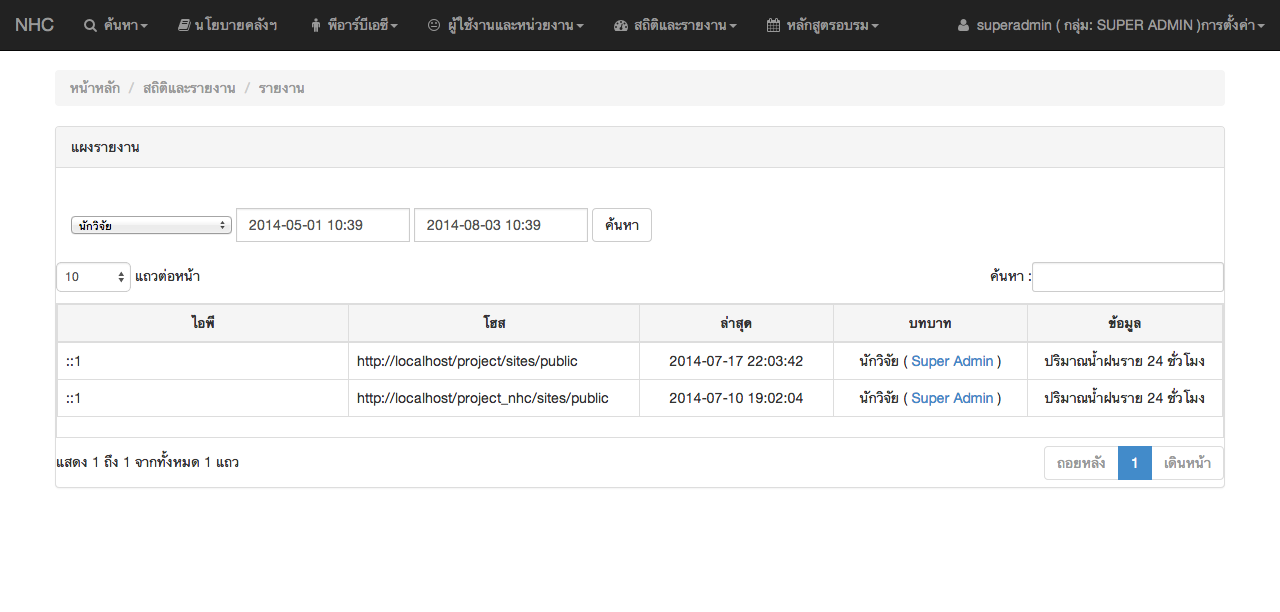 NHC ค้นหา นโยบายคลังฯ พีอาร์บีเอซี ผู้ใช้งานและหน่วยงาน สถิติและรายงาน หลักสูตรอบรม superadmin ( กลุ่ม: SUPER ADMIN )การตั้งค่า
หน้าหลัก / สถิติและรายงาน / รายงาน
แผงรายงาน
นักวิจัย 2014-05-01 10:39 2014-08-03 10:39 ค้นหา
10 แถวต่อหน้า ค้นหา :
ไอพี โฮส ล่าสุด บทบาท ข้อมูล
::1 http://localhost/project/sites/public 2014-07-17 22:03:42 นักวิจัย ( Super Admin ) ปริมาณน้ำฝนราย 24 ชั่วโมง
::1 http://localhost/project_nhc/sites/public 2014-07-10 19:02:04 นักวิจัย ( Super Admin ) ปริมาณน้ำฝนราย 24 ชั่วโมง
แสดง 1 ถึง 1 จากทั้งหมด 1 แถว ถอยหลัง 1 เดินหน้า